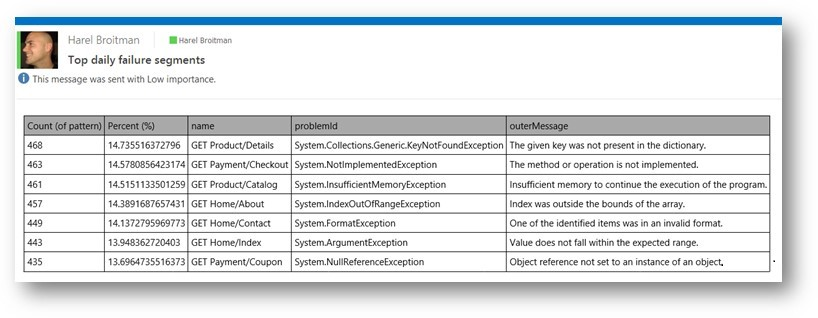 Harel Broitman Harel Broitman
Top daily failure segments
This message was sent with Low importance.
Count (of pattern) Percent (%) name problemId outerMessage
468 14.735516372796 GET Product/Details System.Collections.Generic.KeyNotFoundException The given key was not present in the dictionary.
463 14.5780856423174 GET Payment/Checkout System.NotImplementedException The method or operation is not implemented.
461 14.5151133501259 GET Product/Catalog System.InsufficientMemoryException Insufficient memory to continue the execution of the program.
457 14.3891687657431 GET Home/About System.IndexOutOfRangeException Index was outside the bounds of the array.
449 14.1372795969773 GET Home/Contact System.FormatException One of the identified items was in an invalid format.
443 13.948362720403 GET Home/Index System.ArgumentException Value does not fall within the expected range.
435 13.6964735516373 GET Payment/Coupon System.NullReferenceException Object reference not set to an instance of an object.